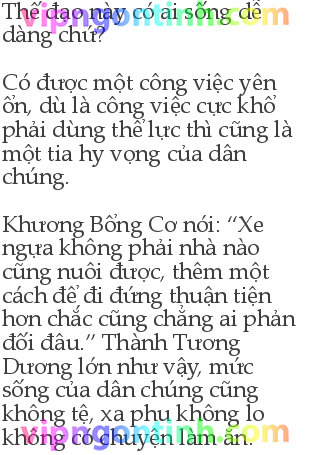 Thế đạo này có ai sống dễ
dàng chứ?
Có được một công việc yên
ổn, dù là công việc cực khổ
phải dùng thể lực thì cũng là
một tia hy vọng của dân
chúng.
Khương Bổng Cơ nói: “Xe
ngựa không phải nhà nào
cũng nuôi được, thêm một
cách để đi đứng thuận tiện
hơn chắc cũng chẳng ai phản
đối đâu.” Thành Tương
Dương lớn như vậy, mức
sống của dân chúng cũng
không tệ, xa phu không lo
không có chuyện làm ăn.
vipngontinh.com
vipngontinh.com